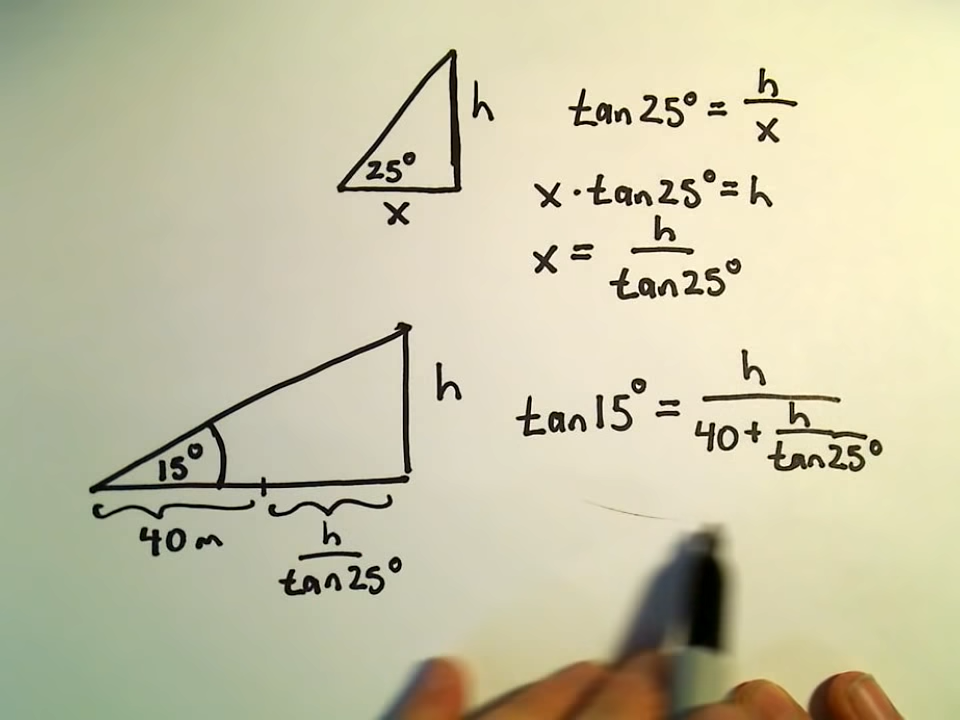 h
25°
x
tan 25° = h/x
x · tan 25° = h
x = h/tan 25°
h
15°
40 m
h/tan 25°
tan 15° = h/(40 + h/tan 25°)